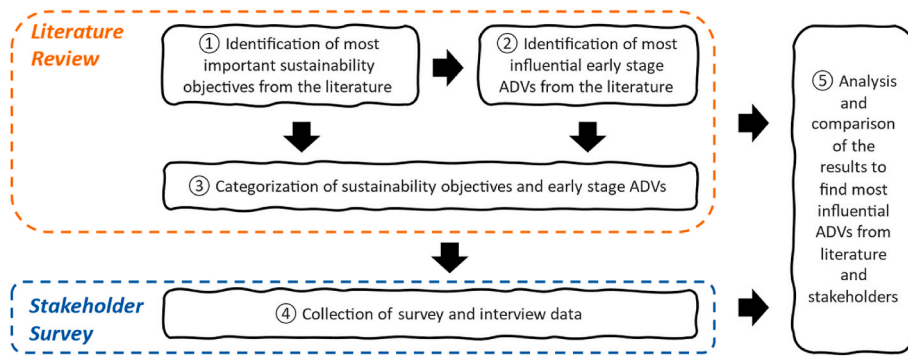 Literature
Review
① Identification of most
important sustainability
objectives from the literature
② Identification of most
influential early stage
ADVs from the literature
③ Categorization of sustainability objectives and early stage ADVs
Stakeholder
Survey
④ Collection of survey and interview data
⑤ Analysis
and
comparison
of the
results to
find most
influential
ADVs from
literature
and
stakeholders